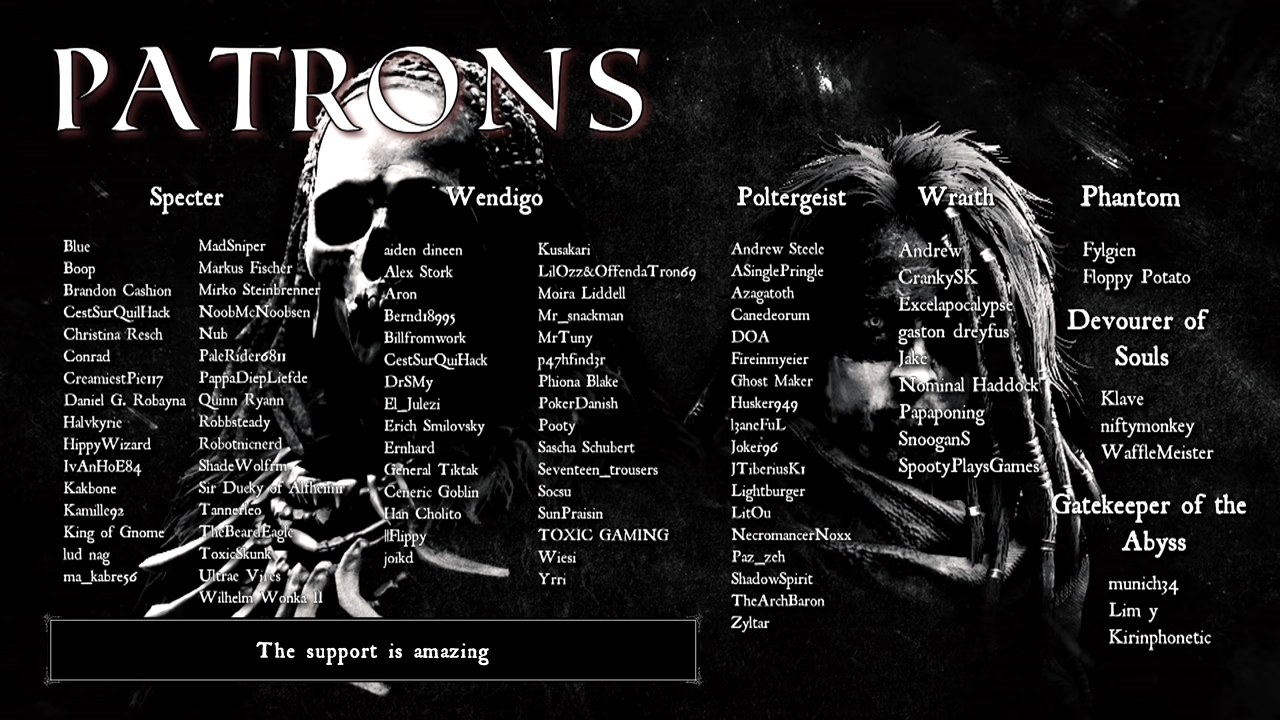 PATRONS
Specter
Blue
Boop
Brandon Cashion
CestSurQuilHack
Christina Resch
Conrad
CreamiestPie117
Daniel G. Robayna
Halvkyrie
HippyWizard
IvAnHoE84
Kakbone
Kamille92
King of Gnome
lud nag
ma_kabre56
MadSniper
Markus Fischer
Mirko Steinbrenner
NoobMcNoobsen
Nub
PaleRider6811
PappaDiepLiefde
Quinn Ryann
Robbsteady
Roboticnerd
ShadeWolfrm
Sir Ducky of Alfheim
Tannerleo
TheBeardEagle
ToxicSkunk
Ultrae Vires
Wilhelm Wonka II
Wendigo
aiden dineen
Alex Stork
Aron
Bernd18995
Billfromwork
CestSurQuiHack
DrSMy
El_Julezi
Erich Smilovsky
Ernhard
General Tiktak
Generic Goblin
Han Cholito
||Flippy
joikd
Kusakari
LilOzz&OffendaTron69
Moira Liddell
Mr_snackman
MrTuny
p47hfind3r
Phiona Blake
PokerDanish
Pooty
Sascha Schubert
Seventeen_trousers
Socsu
SunPraisin
TOXIC GAMING
Wiesi
Yrri
Poltergeist
Andrew Steele
ASinglePringle
Azagatoth
Canedeorum
DOA
Fireinmyeier
Ghost Maker
Husker949
l3aneFuL
Joker96
JTiberiusK1
Lightburger
LitOu
NecromancerNoxx
Paz_zeh
ShadowSpirit
TheArchBaron
Zyltar
Wraith
Andrew
CrankySK
Excelapocalypse
gaston dreyfus
Jake
Nominal Haddock
Papaponing
SnooganS
SpootyPlaysGames
Phantom
Fylgien
Floppy Potato
Devourer of
Souls
Klave
niftymonkey
WaffleMeister
Gatekeeper of the
Abyss
munich34
Lim y
Kirinphonetic
The support is amazing